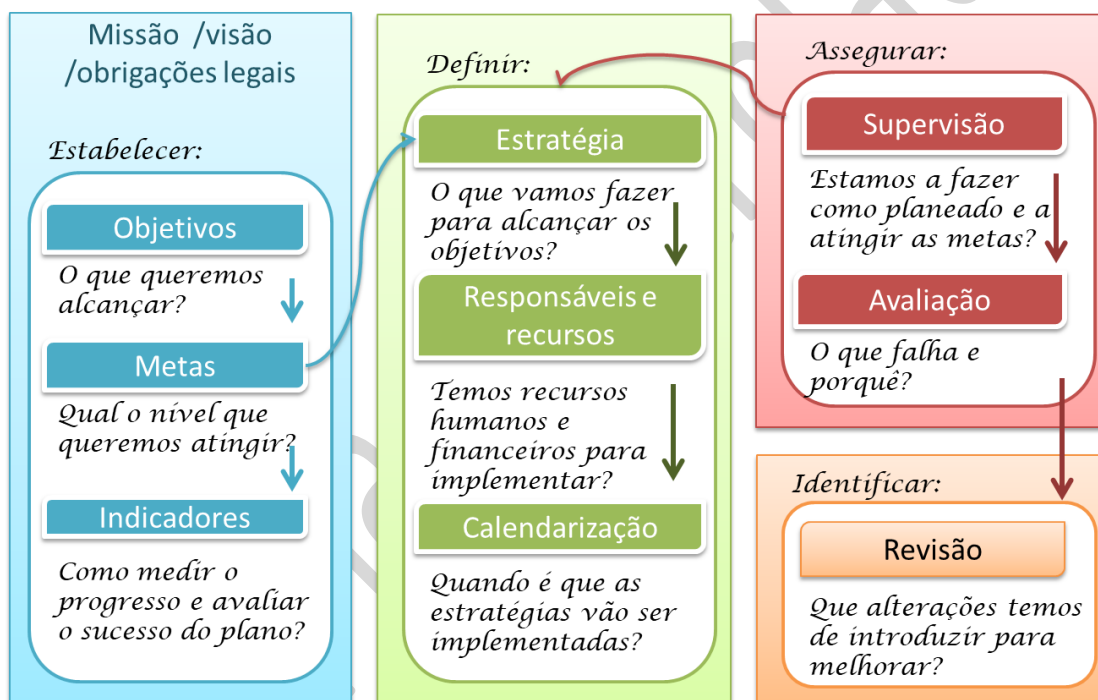 Missão /visão
/obrigações legais
Estabelecer:
Objetivos
O que queremos
alcançar?
Metas
Qual o nível que
queremos atingir?
Indicadores
Como medir o
progresso e avaliar
o sucesso do plano?
Definir:
Estratégia
O que vamos fazer
para alcançar os
objetivos?
Responsáveis e
recursos
Temos recursos
humanos e
financeiros para
implementar?
Calendarização
Quando é que as
estratégias vão ser
implementadas?
Assegurar:
Supervisão
Estamos a fazer
como planeado e a
atingir as metas?
Avaliação
O que falha e
porquê?
Identificar:
Revisão
Que alterações temos
de introduzir para
melhorar?